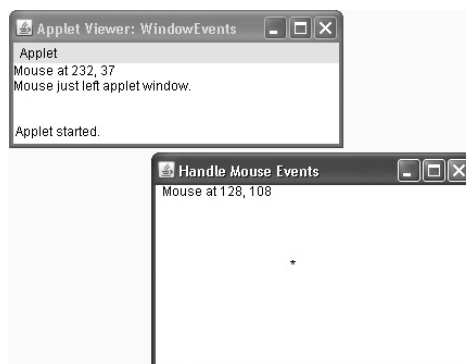 Applet Viewer: WindowEvents
Applet
Mouse at 232, 37
Mouse just left applet window.
Applet started.
Handle Mouse Events
Mouse at 128, 108
*